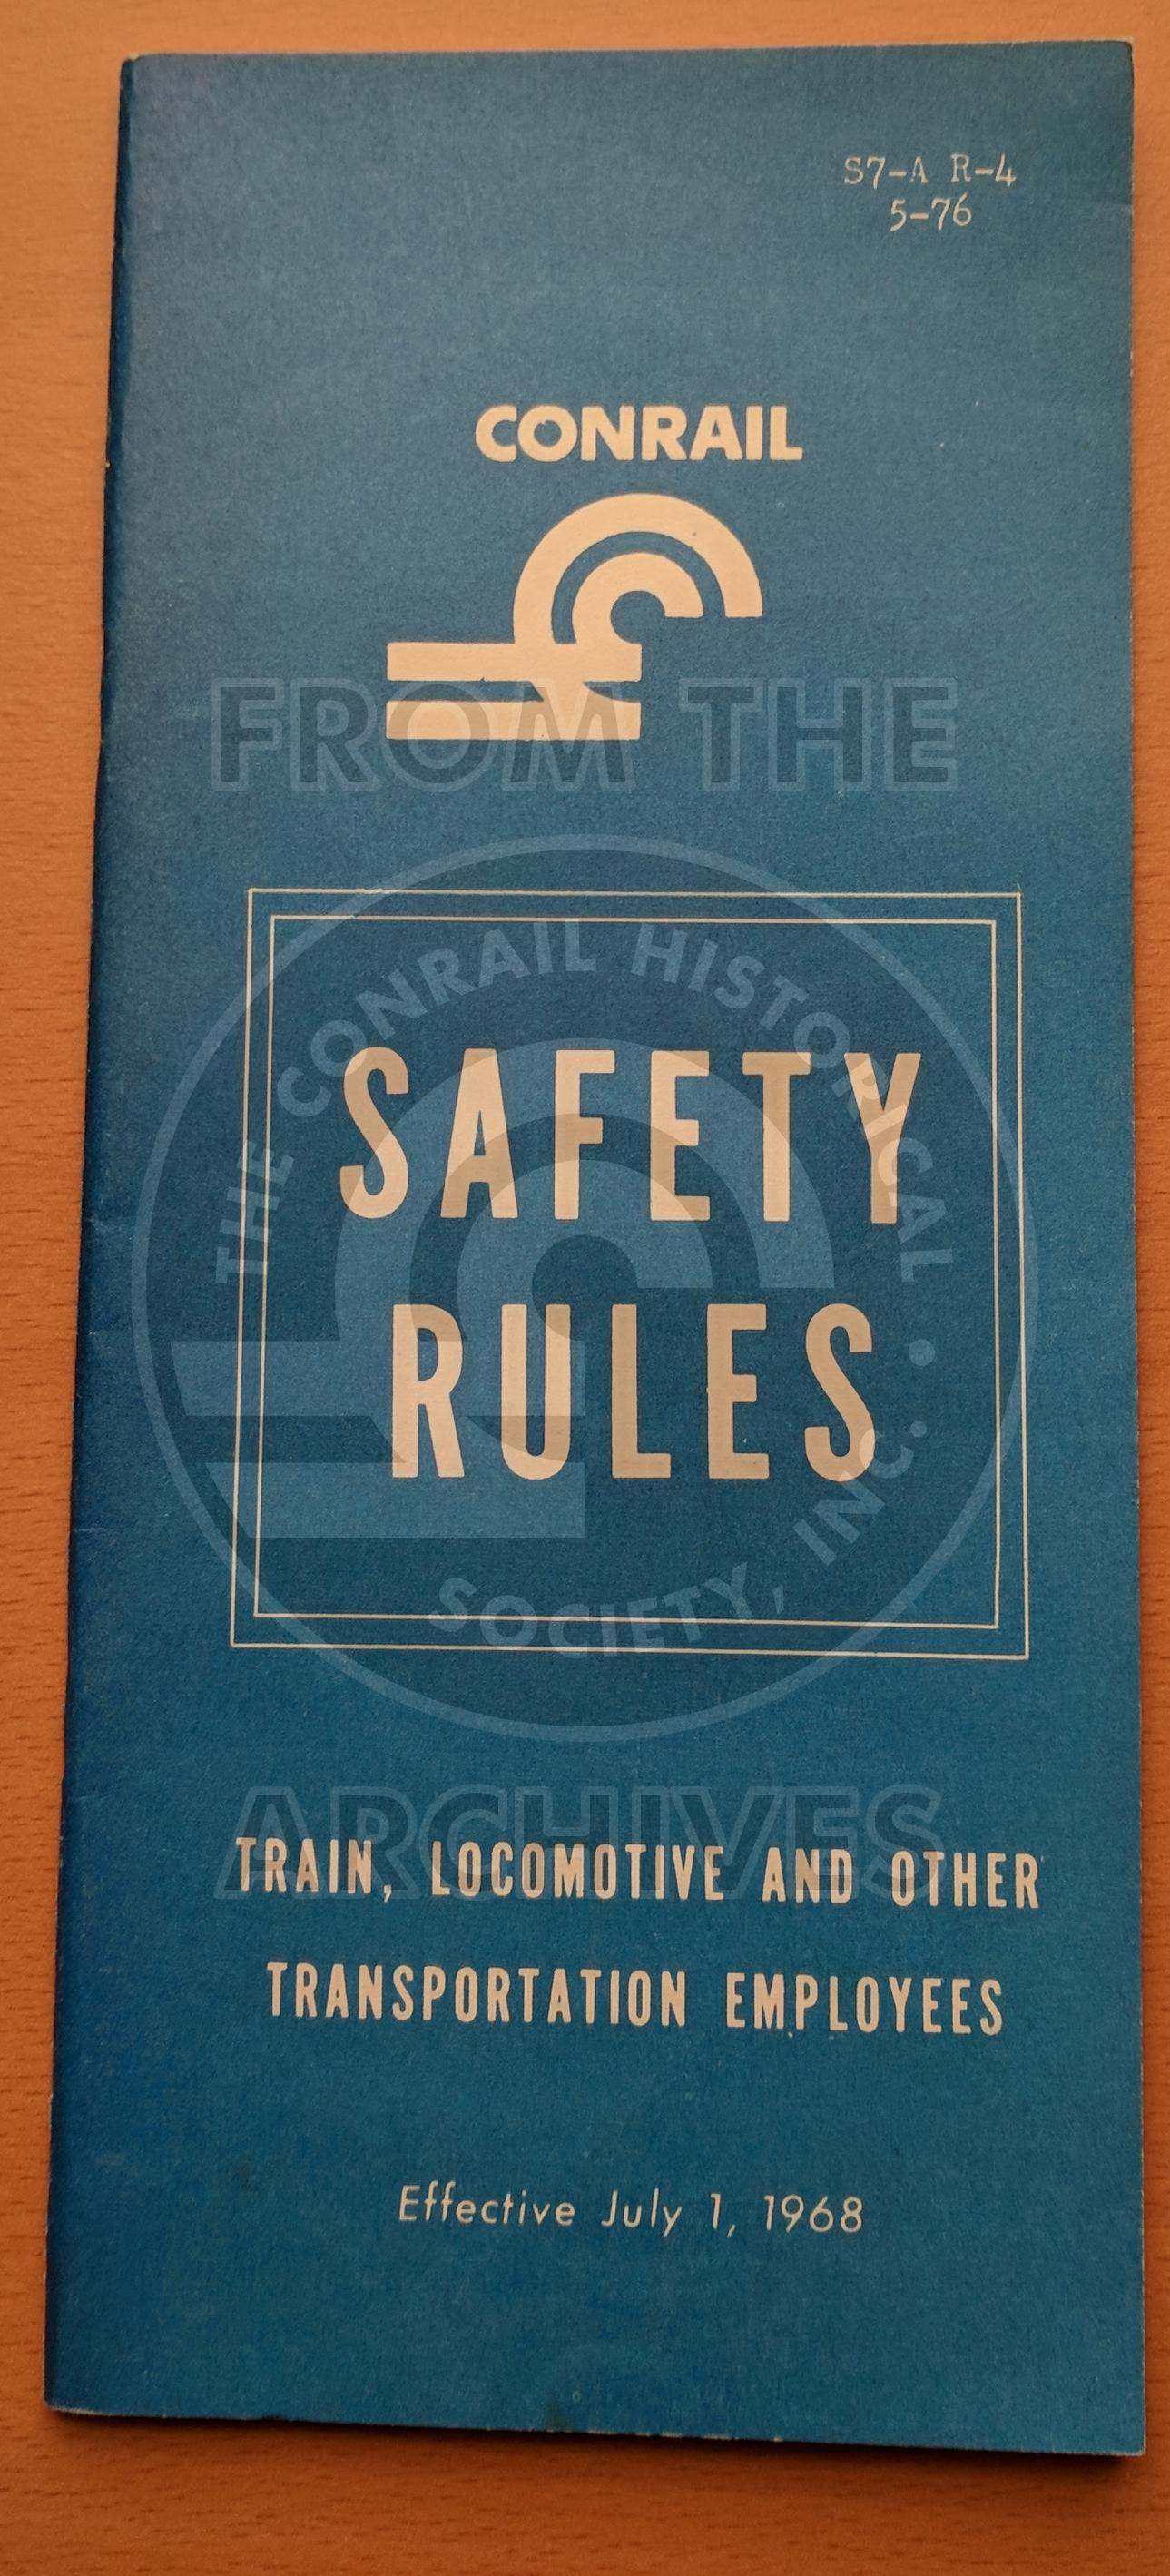 S7-A R-4
5-76
CONRAIL
FROM THE
THE CONRAIL HISTORICAL
SOCIETY, INC.
SAFETY
RULES
ARCHIVES
TRAIN, LOCOMOTIVE AND OTHER
TRANSPORTATION EMPLOYEES
Effective July 1, 1968